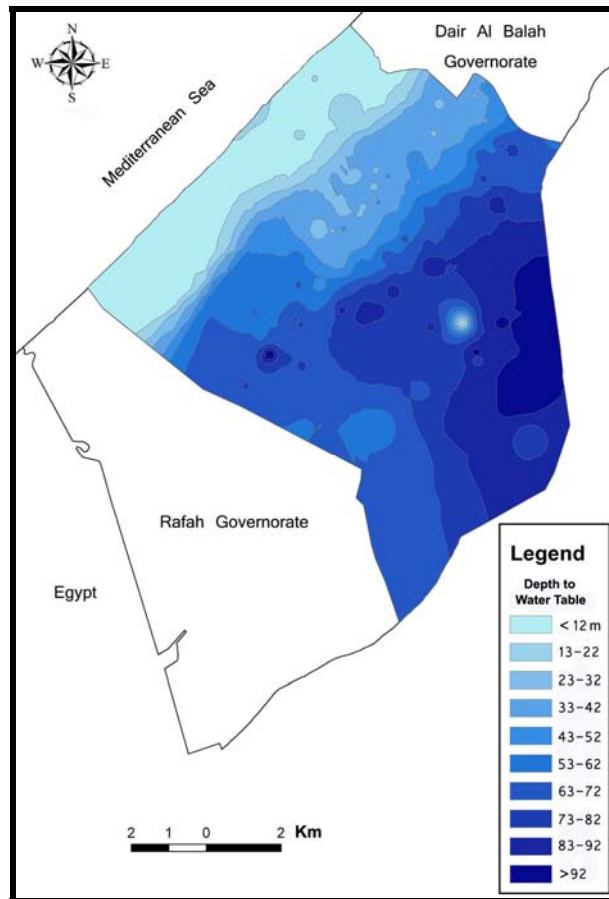 N
W E
S
Dair Al Balah
Governorate
Mediterranean Sea
Rafah Governorate
Egypt
Legend
Depth to
Water Table
< 12 m
13-22
23-32
33-42
43-52
53-62
63-72
73-82
83-92
>92
2 1 0 2 Km